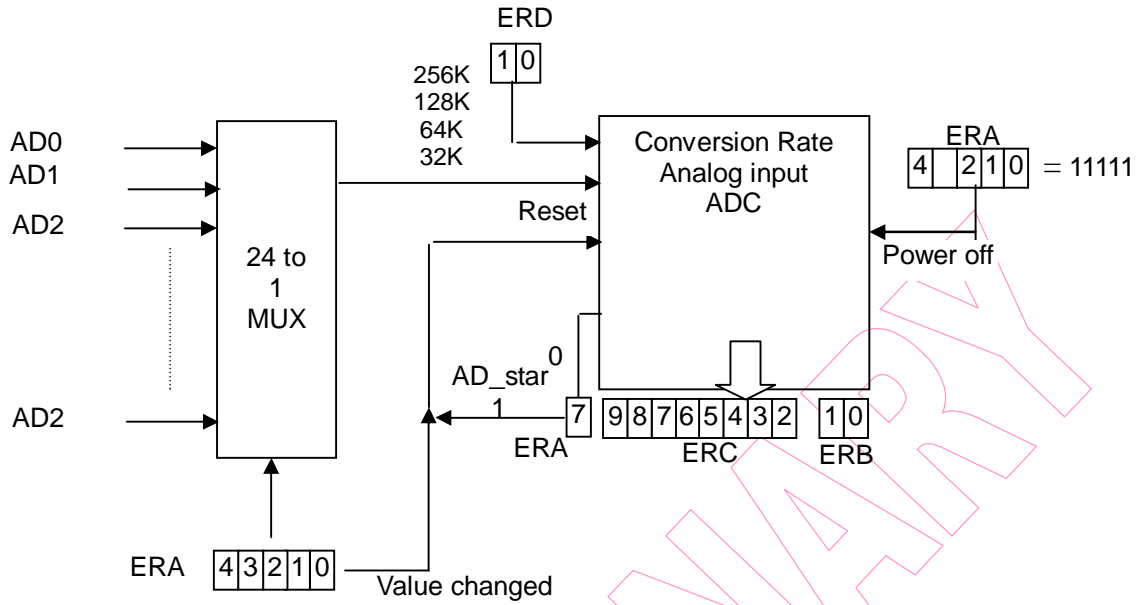 ERD
1 0
256K
128K
64K
32K
AD0
AD1
AD2
AD2
24 to
1
MUX
Conversion Rate
Analog input
ADC
ERA
4 2 1 0 = 11111
Power off
Reset
0
AD_star
1
7
ERA
9 8 7 6 5 4 3 2
ERC
1 0
ERB
ERA 4 3 2 1 0
Value changed